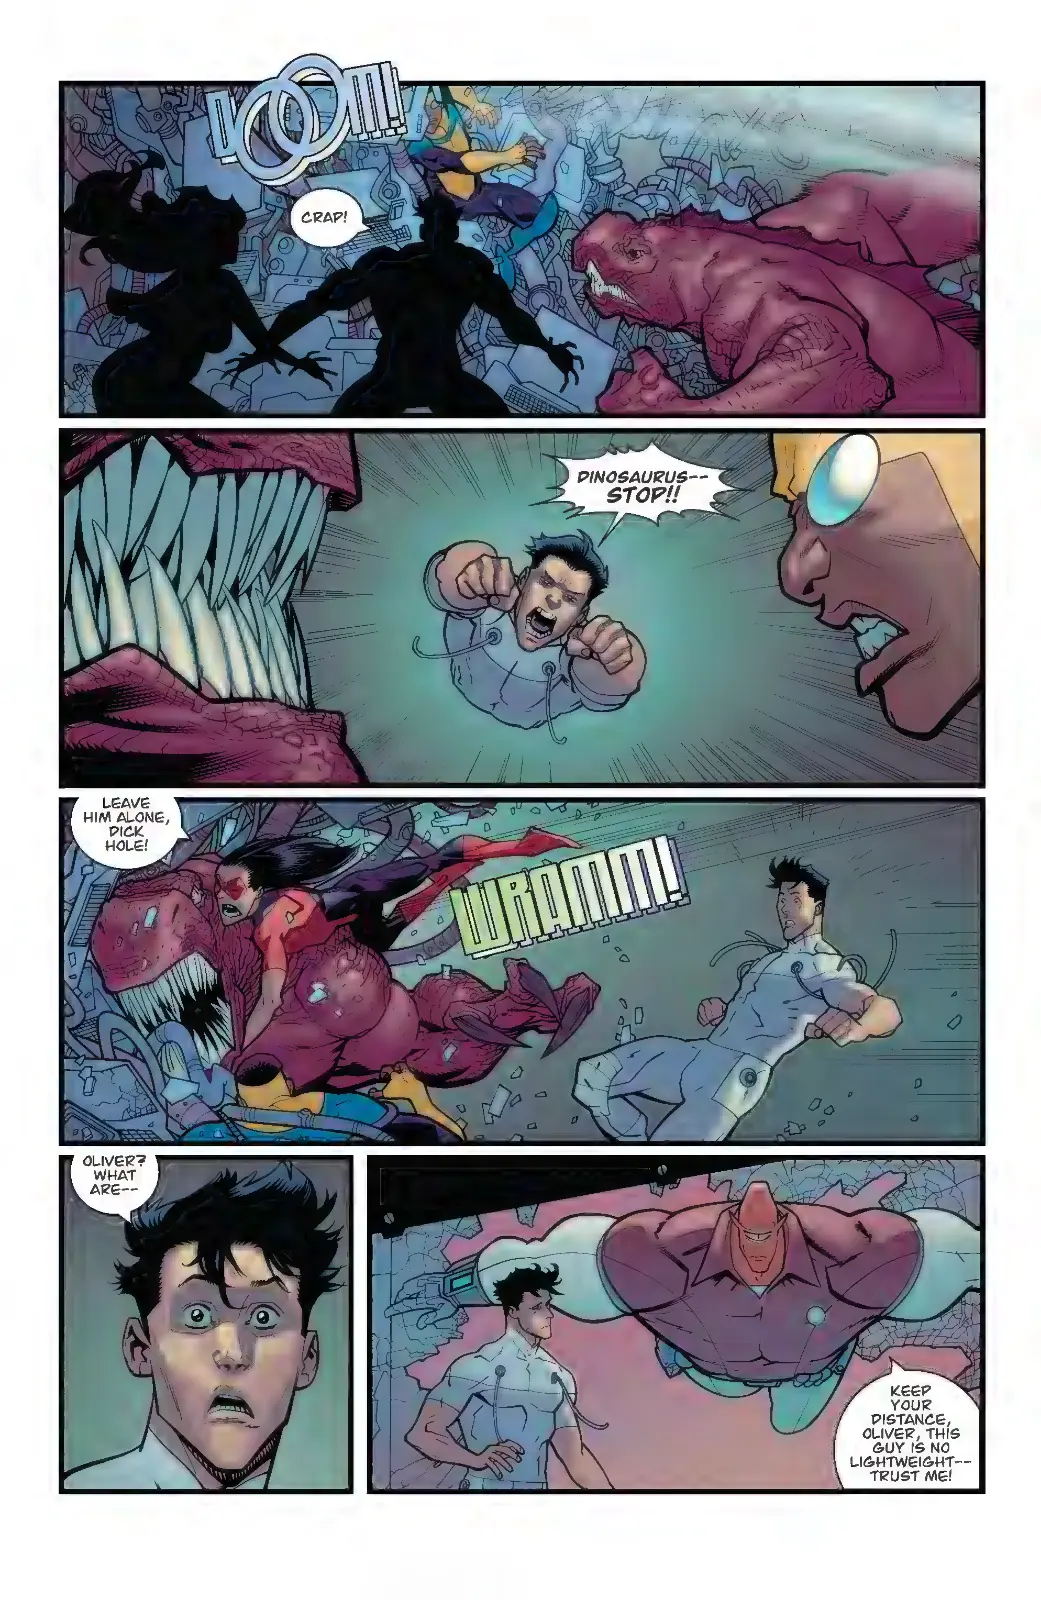 DOOM!
CRAP!
DINOSAURUS--
STOP!!
LEAVE
HIM ALONE,
DICK
HOLE!
WRAMM!
OLIVER?
WHAT
ARE--
KEEP
YOUR
DISTANCE,
OLIVER, THIS
GUY IS NO
LIGHTWEIGHT--
TRUST ME!